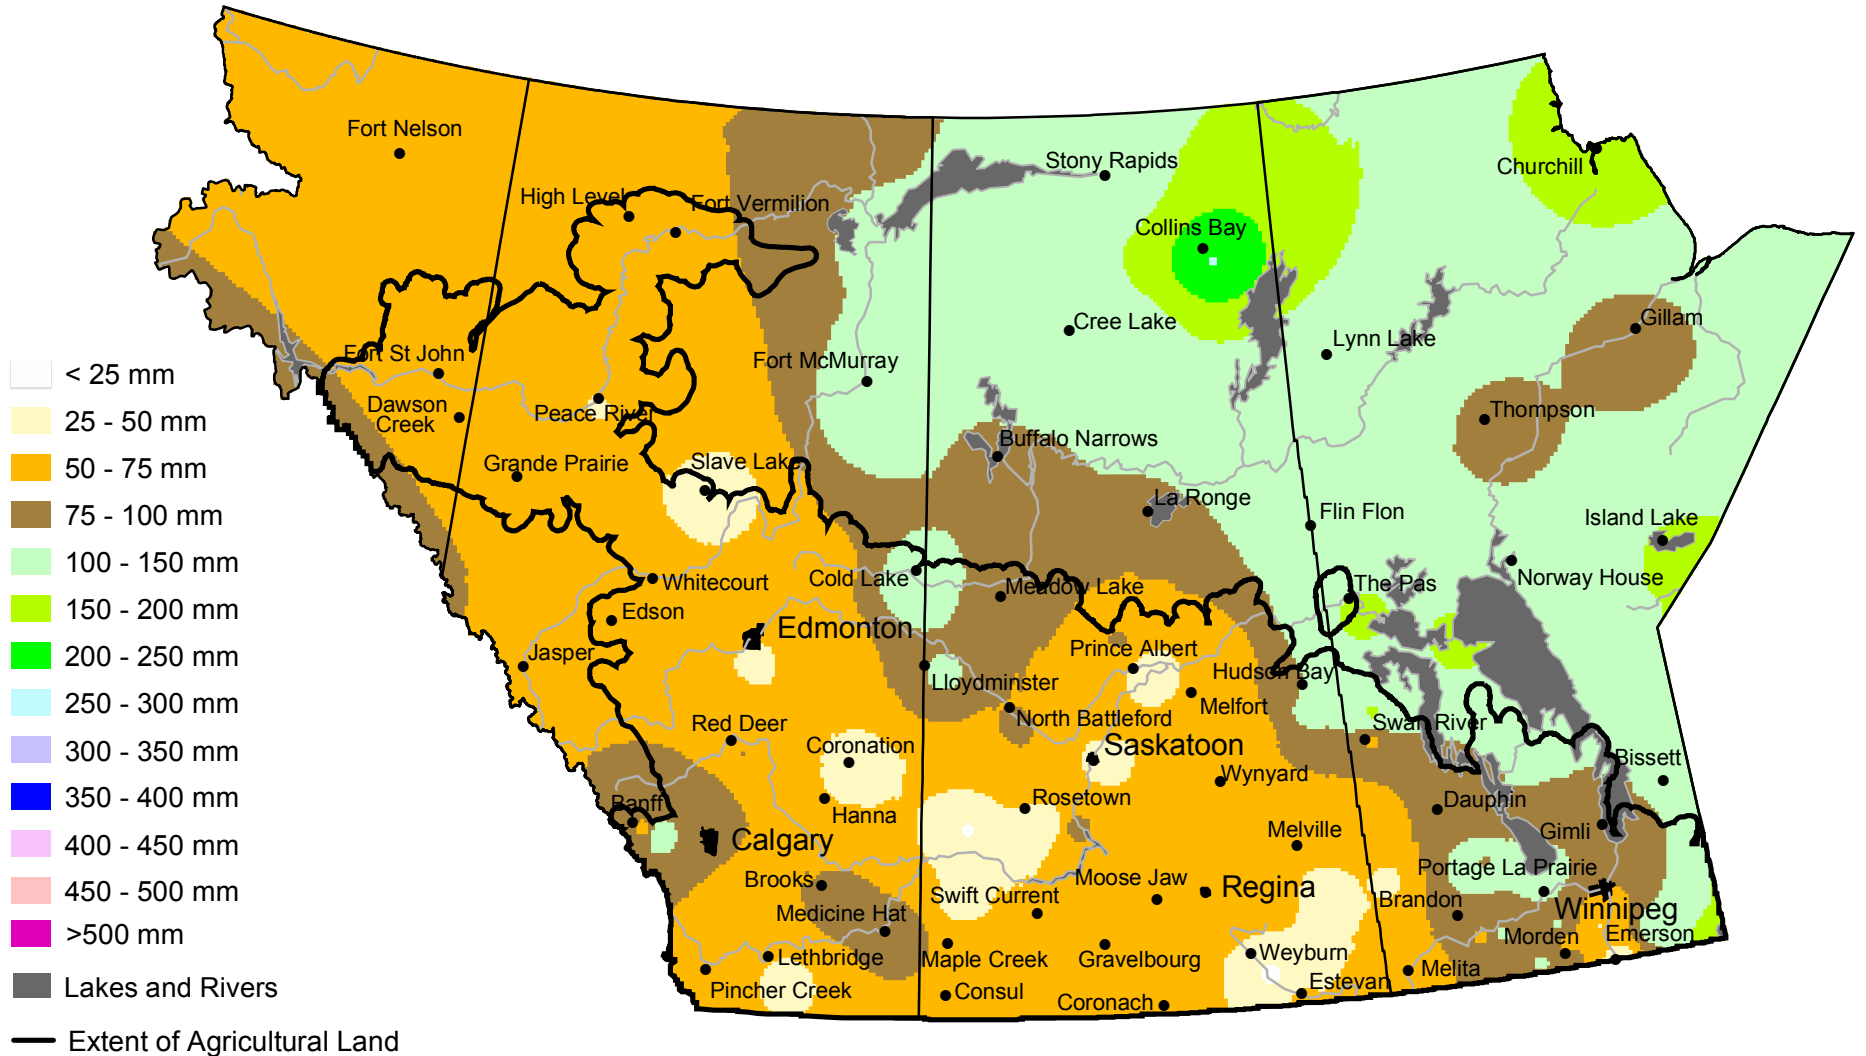 Fort Nelson
Stony Rapids
Churchill
High Level
Fort Vermilion
Collins Bay
Gillam
Cree Lake
Lynn Lake
Fort St John
Fort McMurray
< 25 mm
25 - 50 mm
50 - 75 mm
75 - 100 mm
100 - 150 mm
150 - 200 mm
200 - 250 mm
250 - 300 mm
300 - 350 mm
350 - 400 mm
400 - 450 mm
450 - 500 mm
>500 mm
Lakes and Rivers
Extent of Agricultural Land
Dawson
Creek
Peace River
Thompson
Buffalo Narrows
Grande Prairie
Slave Lake
La Ronge
Flin Flon
Island Lake
Whitecourt
Cold Lake
Meadow Lake
The Pas
Norway House
Edson
Edmonton
Jasper
Prince Albert
Hudson Bay
Lloydminster
Melfort
North Battleford
Swan River
Red Deer
Coronation
Saskatoon
Bissett
Wynyard
Banff
Hanna
Rosetown
Dauphin
Calgary
Melville
Gimli
Portage La Prairie
Brooks
Moose Jaw
Regina
Swift Current
Brandon
Medicine Hat
Winnipeg
Morden
Emerson
Lethbridge
Maple Creek
Gravelbourg
Weyburn
Melita
Pincher Creek
Consul
Coronach
Estevan